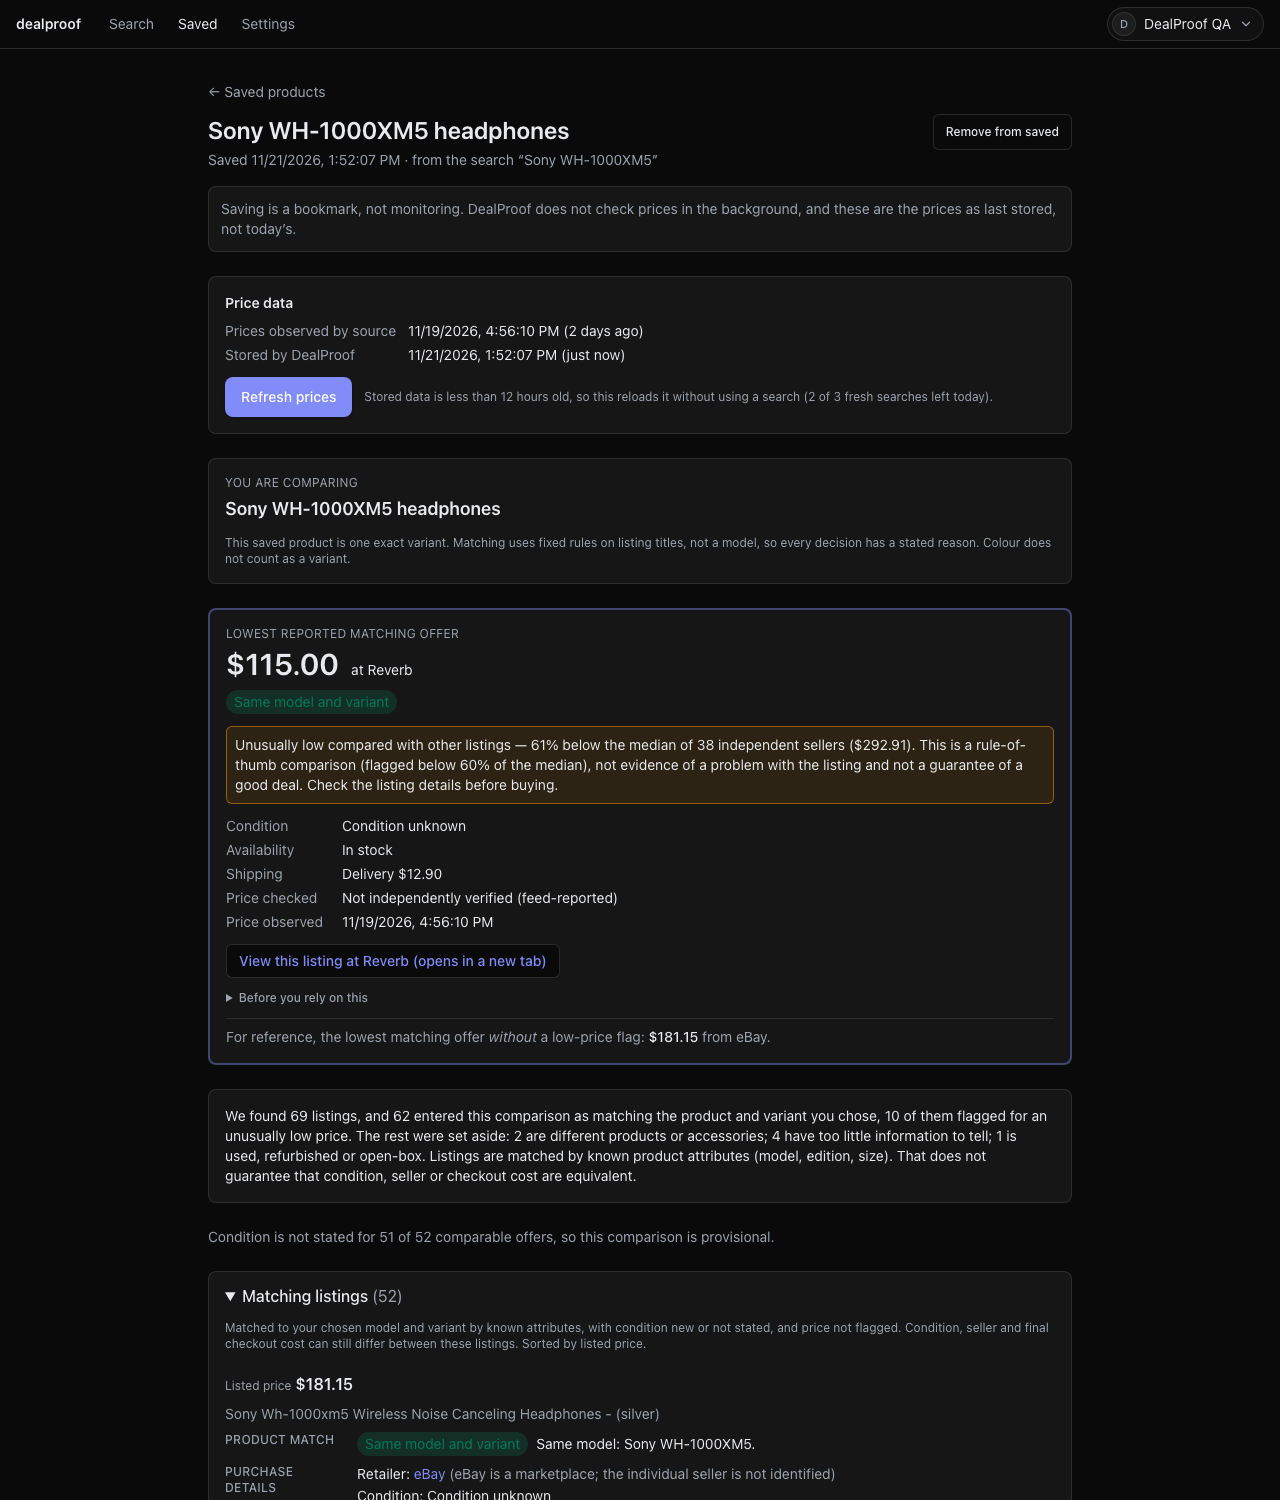 dealproof
Search
Saved
Settings
D
DealProof QA
← Saved products
Sony WH-1000XM5 headphones
Remove from saved
Saved 11/21/2026, 1:52:07 PM · from the search “Sony WH-1000XM5”
Saving is a bookmark, not monitoring. DealProof does not check prices in the background, and these are the prices as last stored,
not today’s.
Price data
Prices observed by source 11/19/2026, 4:56:10 PM (2 days ago)
Stored by DealProof 11/21/2026, 1:52:07 PM (just now)
Refresh prices
Stored data is less than 12 hours old, so this reloads it without using a search (2 of 3 fresh searches left today).
YOU ARE COMPARING
Sony WH-1000XM5 headphones
This saved product is one exact variant. Matching uses fixed rules on listing titles, not a model, so every decision has a stated reason. Colour does
not count as a variant.
LOWEST REPORTED MATCHING OFFER
$115.00 at Reverb
Same model and variant
Unusually low compared with other listings — 61% below the median of 38 independent sellers ($292.91). This is a rule-of-
thumb comparison (flagged below 60% of the median), not evidence of a problem with the listing and not a guarantee of a
good deal. Check the listing details before buying.
Condition Condition unknown
Availability In stock
Shipping Delivery $12.90
Price checked Not independently verified (feed-reported)
Price observed 11/19/2026, 4:56:10 PM
View this listing at Reverb (opens in a new tab)
▶ Before you rely on this
For reference, the lowest matching offer without a low-price flag: $181.15 from eBay.
We found 69 listings, and 62 entered this comparison as matching the product and variant you chose, 10 of them flagged for an
unusually low price. The rest were set aside: 2 are different products or accessories; 4 have too little information to tell; 1 is
used, refurbished or open-box. Listings are matched by known product attributes (model, edition, size). That does not
guarantee that condition, seller or checkout cost are equivalent.
Condition is not stated for 51 of 52 comparable offers, so this comparison is provisional.
▼ Matching listings (52)
Matched to your chosen model and variant by known attributes, with condition new or not stated, and price not flagged. Condition, seller and final
checkout cost can still differ between these listings. Sorted by listed price.
Listed price $181.15
Sony Wh-1000xm5 Wireless Noise Canceling Headphones - (silver)
PRODUCT MATCH
Same model and variant Same model: Sony WH-1000XM5.
PURCHASE
DETAILS
Retailer: eBay (eBay is a marketplace; the individual seller is not identified)
Condition: Condition unknown